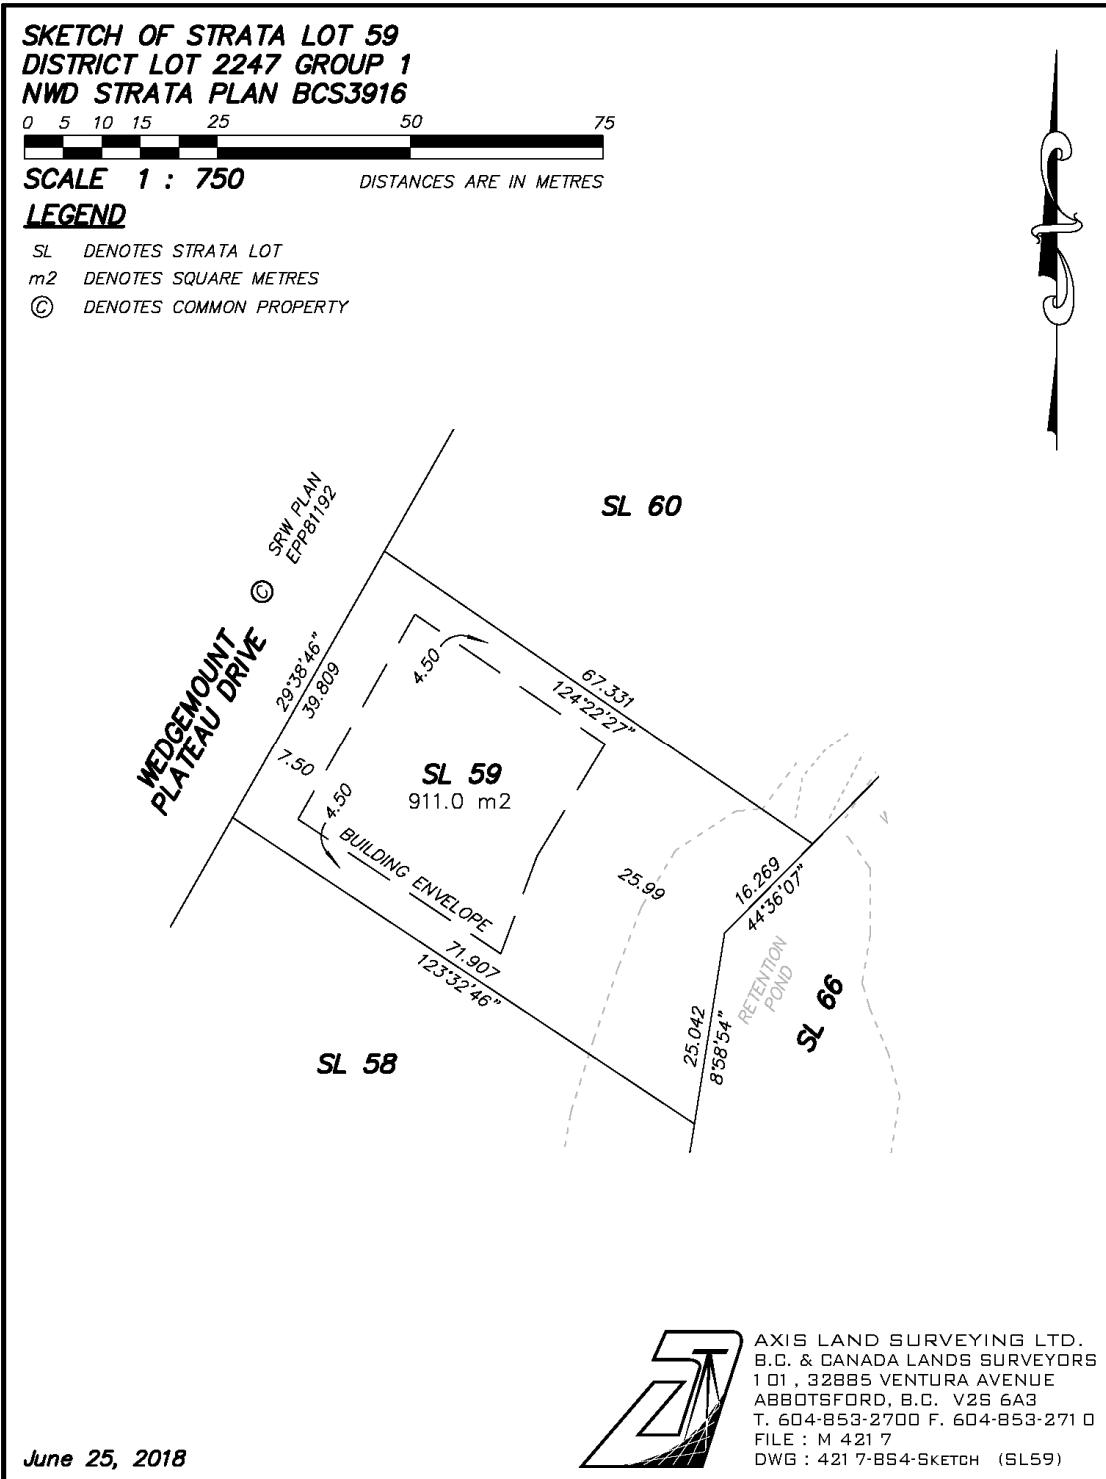 SKETCH OF STRATA LOT 59
DISTRICT LOT 2247 GROUP 1
NWD STRATA PLAN BCS3916
0 5 10 15 25 50 75
SCALE 1 : 750 DISTANCES ARE IN METRES
LEGEND
SL DENOTES STRATA LOT
m2 DENOTES SQUARE METRES
© DENOTES COMMON PROPERTY
SL 60
SRW PLAN
EPP81192
©
WEDGEMOUNT
PLATEAU DRIVE
29°38'46"
39.809
4.50
67.331
124°22'27"
7.50
4.50
SL 59
911.0 m2
BUILDING ENVELOPE
25.99
16.269
44°36'07"
71.907
123°32'46"
RETENTION
POND
SL 66
25.042
8°58'54"
SL 58
AXIS LAND SURVEYING LTD.
B.C. & CANADA LANDS SURVEYORS
101, 32885 VENTURA AVENUE
ABBOTSFORD, B.C. V2S 6A3
T. 604-853-2700 F. 604-853-2710
FILE : M 4217
DWG : 4217-BS4-SKETCH (SL59)
June 25, 2018